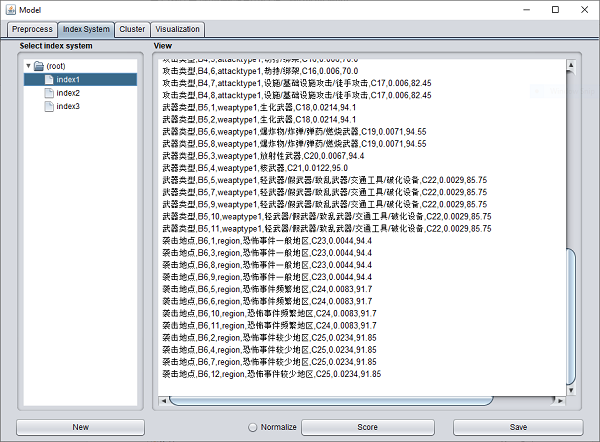 Model
Preprocess
Index System
Cluster
Visualization
Select index system
(root)
index1
index2
index3
View
攻击类型,B4,5,attacktype1,劫持/绑架,C16,0.006,70.0
攻击类型,B4,6,attacktype1,劫持/绑架,C16,0.006,70.0
攻击类型,B4,7,attacktype1,设施/基础设施攻击/徒手攻击,C17,0.006,82.45
攻击类型,B4,8,attacktype1,设施/基础设施攻击/徒手攻击,C17,0.006,82.45
武器类型,B5,1,weaptype1,生化武器,C18,0.0214,94.1
武器类型,B5,2,weaptype1,生化武器,C18,0.0214,94.1
武器类型,B5,6,weaptype1,爆炸物/炸弹/弹药/燃烧武器,C19,0.0071,94.55
武器类型,B5,8,weaptype1,爆炸物/炸弹/弹药/燃烧武器,C19,0.0071,94.55
武器类型,B5,3,weaptype1,放射性武器,C20,0.0067,94.4
武器类型,B5,4,weaptype1,核武器,C21,0.0122,95.0
武器类型,B5,5,weaptype1,轻武器/假武器/致乱武器/交通工具/破化设备,C22,0.0029,85.75
武器类型,B5,7,weaptype1,轻武器/假武器/致乱武器/交通工具/破化设备,C22,0.0029,85.75
武器类型,B5,9,weaptype1,轻武器/假武器/致乱武器/交通工具/破化设备,C22,0.0029,85.75
武器类型,B5,10,weaptype1,轻武器/假武器/致乱武器/交通工具/破化设备,C22,0.0029,85.75
武器类型,B5,11,weaptype1,轻武器/假武器/致乱武器/交通工具/破化设备,C22,0.0029,85.75
袭击地点,B6,1,region,恐怖事件一般地区,C23,0.0044,94.4
袭击地点,B6,3,region,恐怖事件一般地区,C23,0.0044,94.4
袭击地点,B6,8,region,恐怖事件一般地区,C23,0.0044,94.4
袭击地点,B6,9,region,恐怖事件一般地区,C23,0.0044,94.4
袭击地点,B6,5,region,恐怖事件频繁地区,C24,0.0083,91.7
袭击地点,B6,6,region,恐怖事件频繁地区,C24,0.0083,91.7
袭击地点,B6,10,region,恐怖事件频繁地区,C24,0.0083,91.7
袭击地点,B6,11,region,恐怖事件频繁地区,C24,0.0083,91.7
袭击地点,B6,2,region,恐怖事件较少地区,C25,0.0234,91.85
袭击地点,B6,4,region,恐怖事件较少地区,C25,0.0234,91.85
袭击地点,B6,7,region,恐怖事件较少地区,C25,0.0234,91.85
袭击地点,B6,12,region,恐怖事件较少地区,C25,0.0234,91.85
New
Normalize
Score
Save